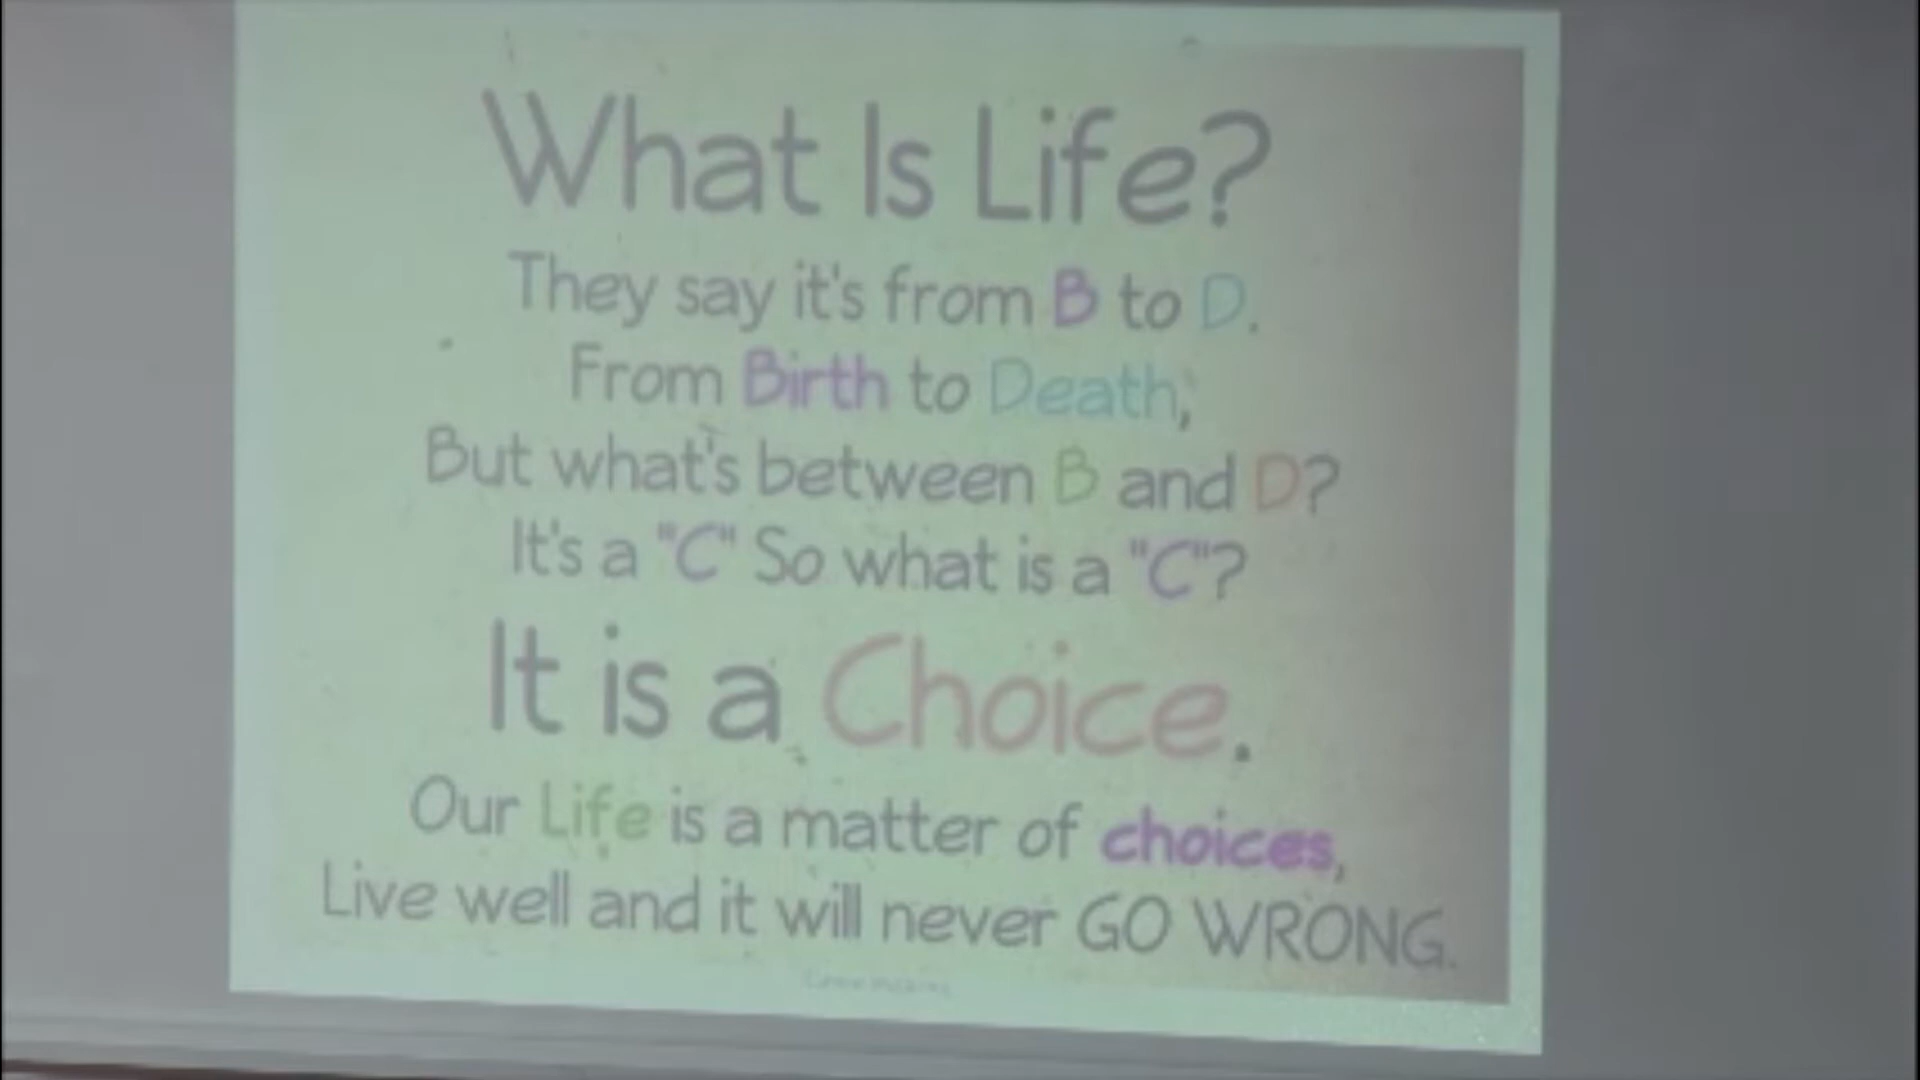 What Is Life?
They say it's from B to D.
From Birth to Death,
But what's between B and D?
It's a "C" So what is a "C"?
It is a Choice.
Our Life is a matter of choices,
Live well and it will never GO WRONG.